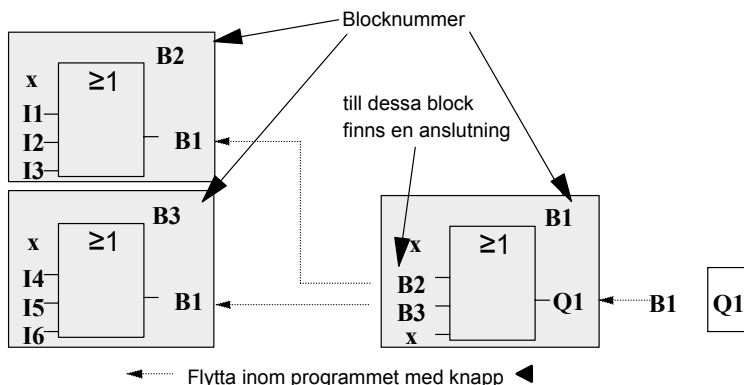 Blocknummer
B2
x
≥1
I1
I2
I3
B1
till dessa block
finns en anslutning
B3
x
≥1
I4
I5
I6
B1
B1
x
≥1
B2
B3
x
Q1
B1
Q1
Flytta inom programmet med knapp ◄